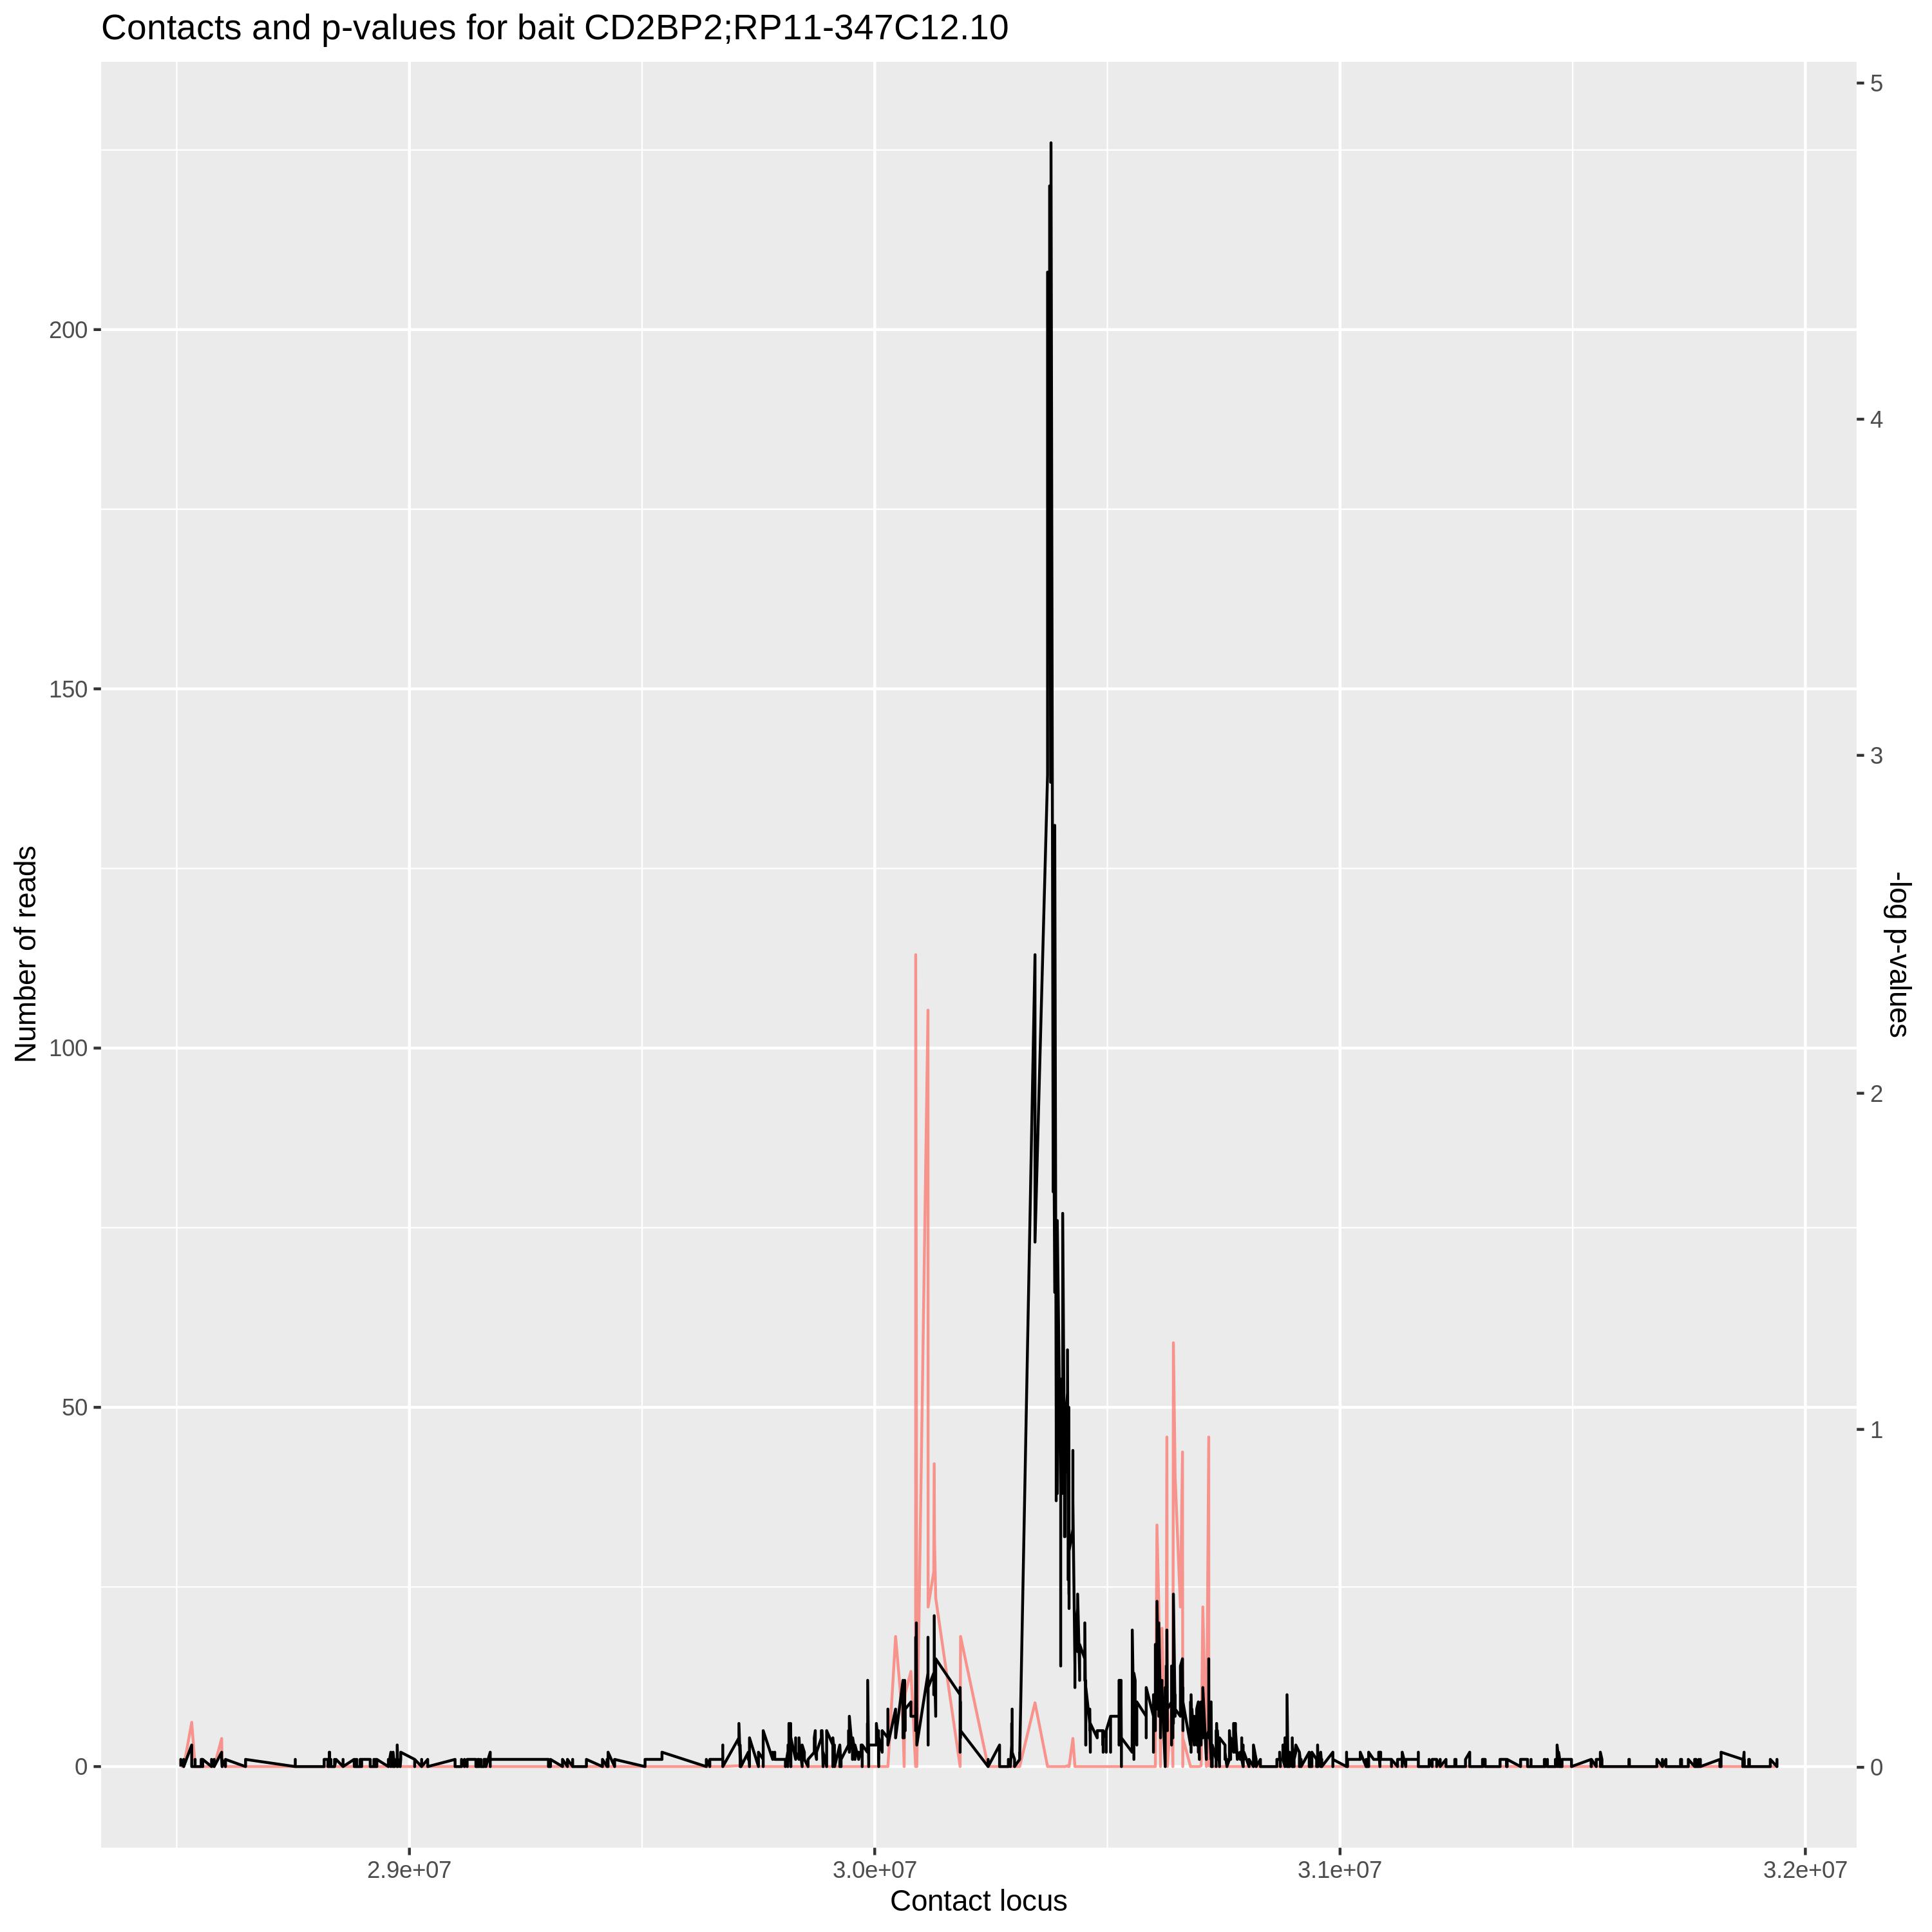 Contacts and p-values for bait CD2BP2;RP11-347C12.10
Number of reads
200
150
100
50
0
5
4
3
2
1
0
-log p-values
2.9e+07 3.0e+07 3.1e+07 3.2e+07
Contact locus